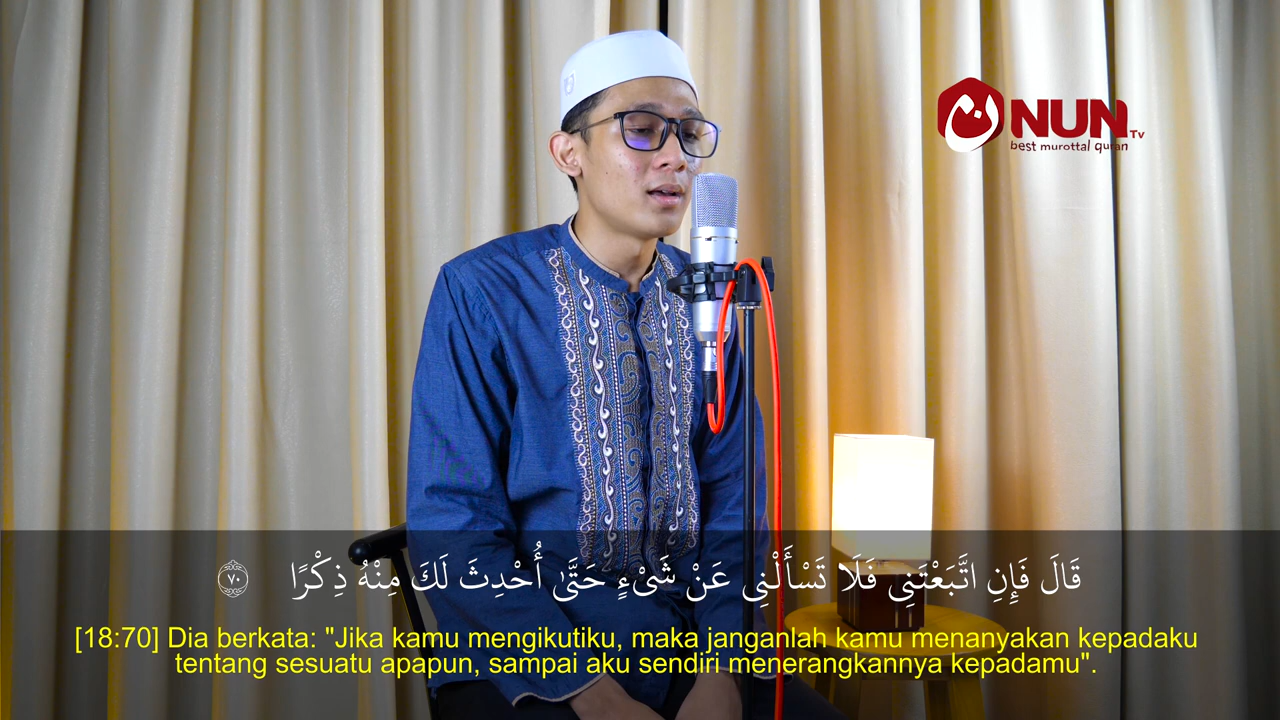 NUN Tv
best murottal quran
قَالَ فَإِنِ اتَّبَعْتَنِي فَلَا تَسْأَلْنِي عَنْ شَيْءٍ حَتَّىٰ أُحْدِثَ لَكَ مِنْهُ ذِكْرًا ٧٠
[18:70] Dia berkata: "Jika kamu mengikutiku, maka janganlah kamu menanyakan kepadaku
tentang sesuatu apapun, sampai aku sendiri menerangkannya kepadamu".